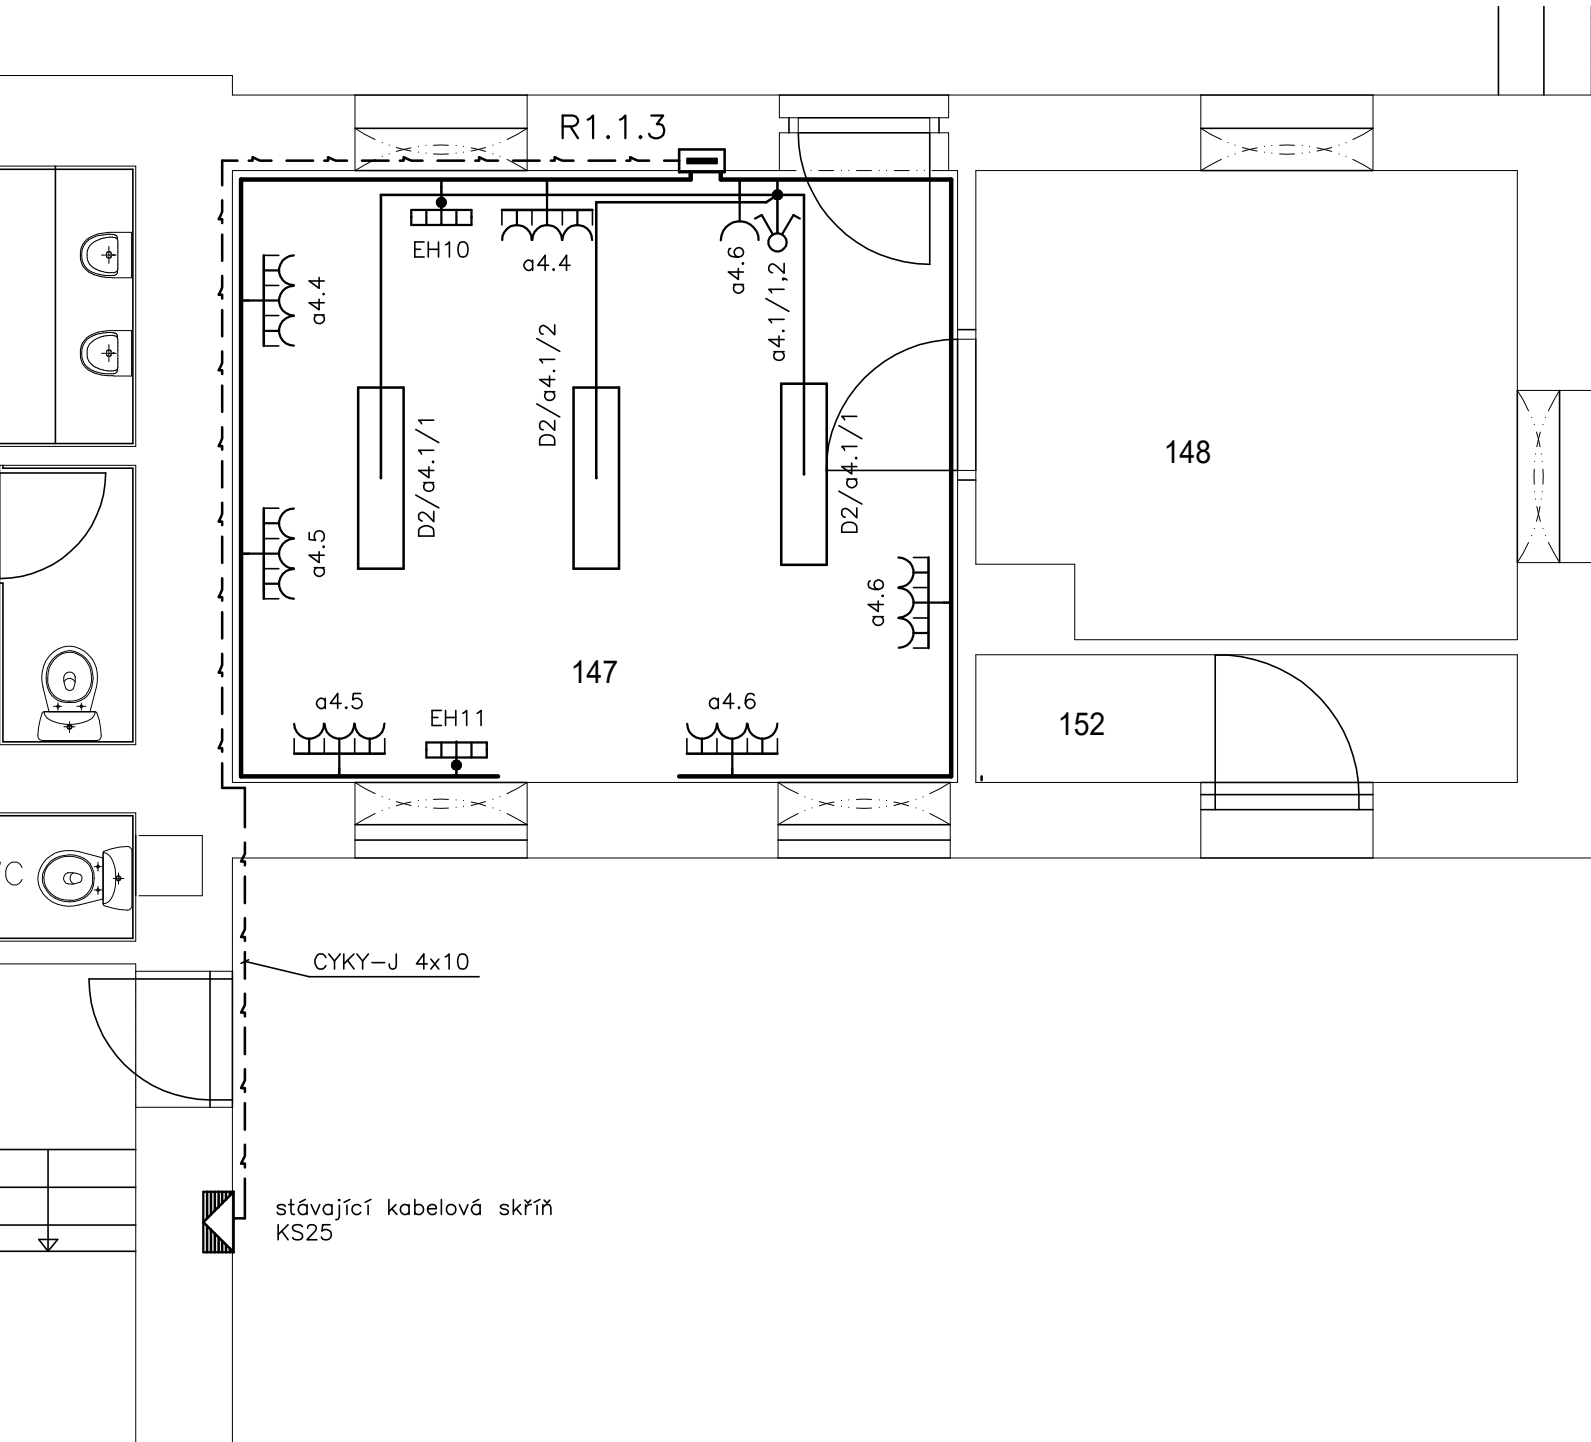 R1.1.3
EH10
a4.4
a4.6
a4.1/1,2
a4.4
D2/a4.1/2
D2/a4.1/1
D2/a4.1/1
148
a4.5
a4.6
147
a4.5
EH11
a4.6
152
C
CYKY-J 4x10
stávající kabelová skříň
KS25